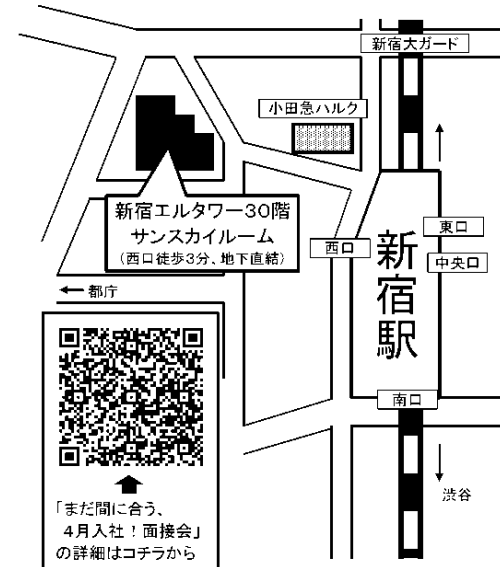 新宿大ガード
小田急ハルク
新宿エルタワー30階
サンスカイルーム
(西口徒歩3分、地下直結)
西口
新宿駅
東口
中央口
←都庁
南口
渋谷
「まだ間に合う、
4月入社!面接会」
の詳細はコチラから